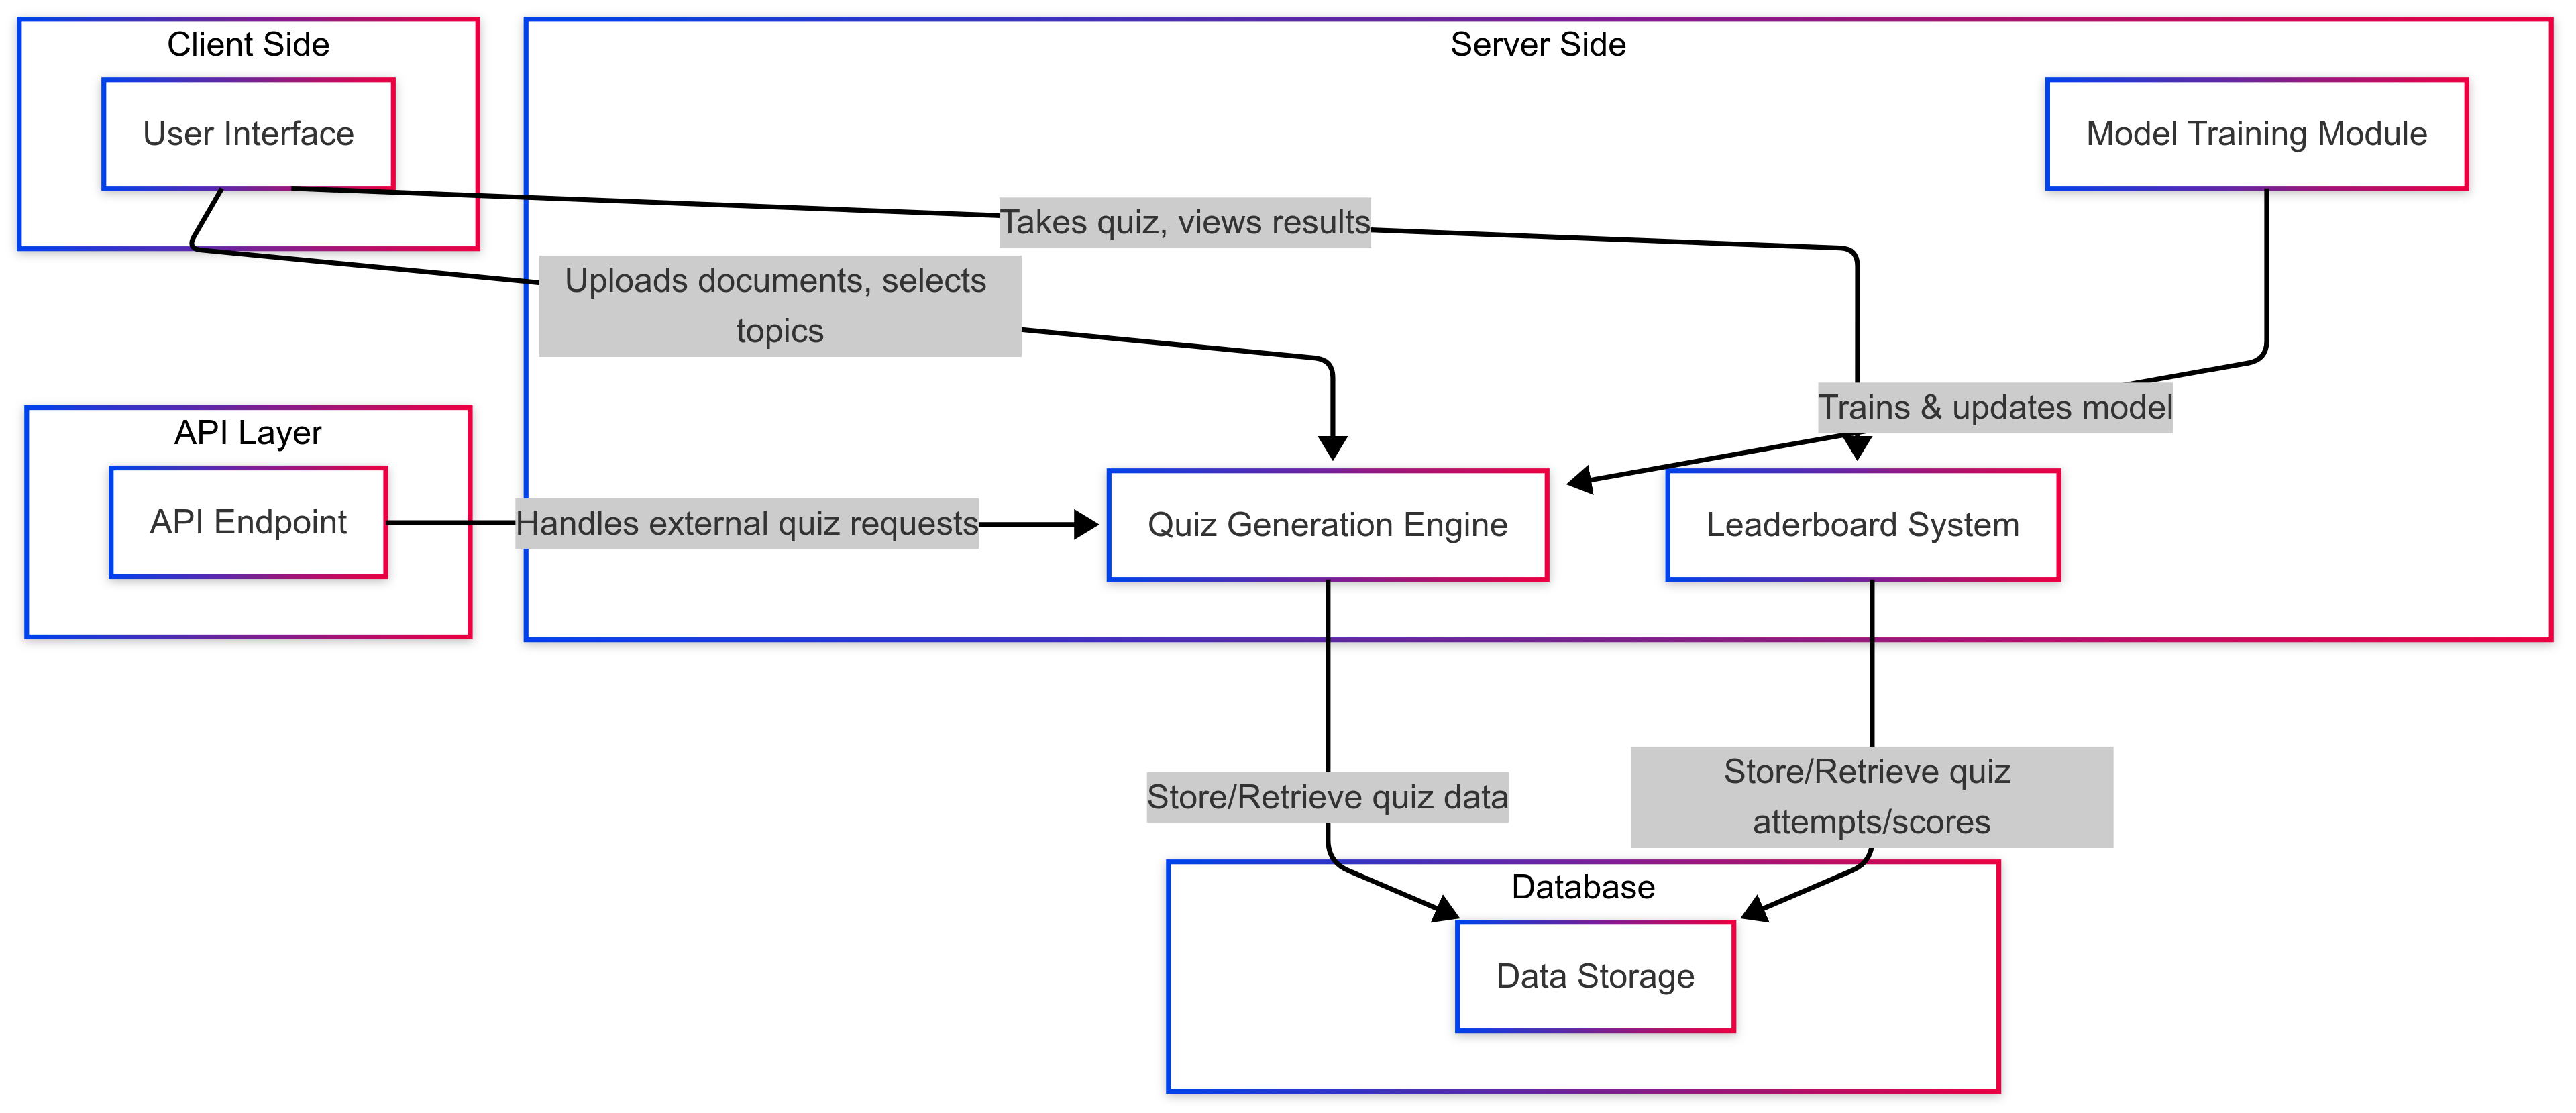 Client Side
User Interface
Server Side
Model Training Module
Takes quiz, views results
Uploads documents, selects
topics
Trains & updates model
API Layer
API Endpoint
Handles external quiz requests
Quiz Generation Engine
Leaderboard System
Store/Retrieve quiz data
Store/Retrieve quiz
attempts/scores
Database
Data Storage